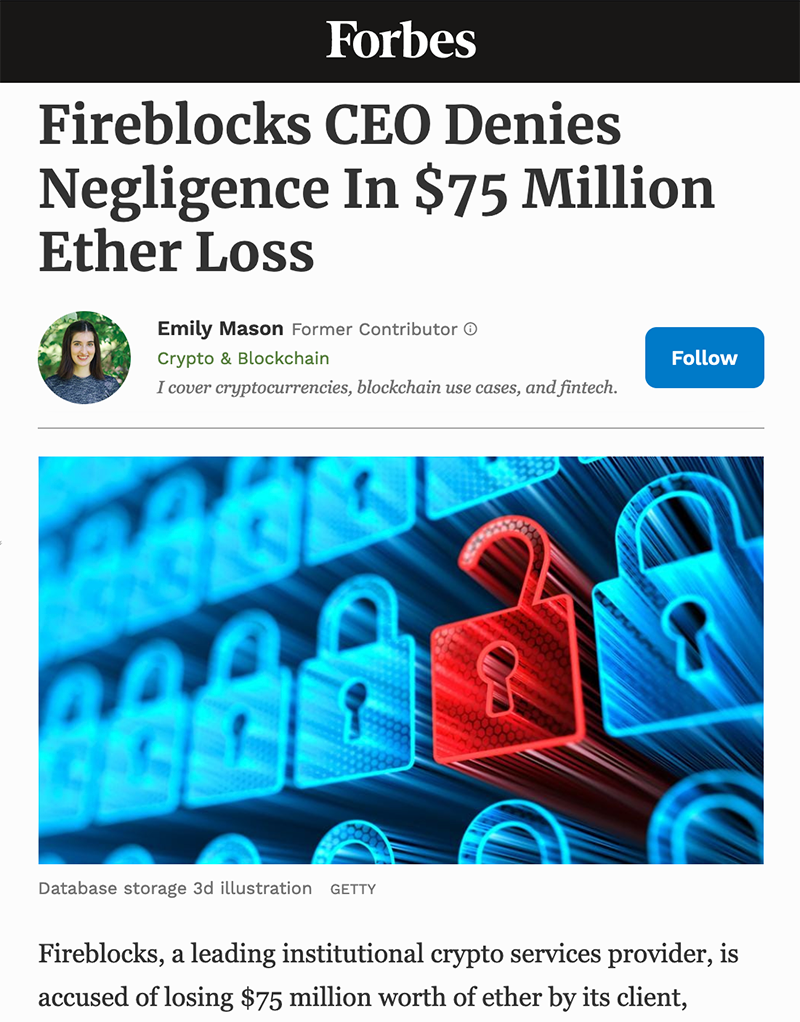 Forbes
Fireblocks CEO Denies
Negligence In $75 Million
Ether Loss
Emily Mason Former Contributor
Crypto & Blockchain
I cover cryptocurrencies, blockchain use cases, and fintech.
Follow
Database storage 3d illustration GETTY
Fireblocks, a leading institutional crypto services provider, is
accused of losing $75 million worth of ether by its client,